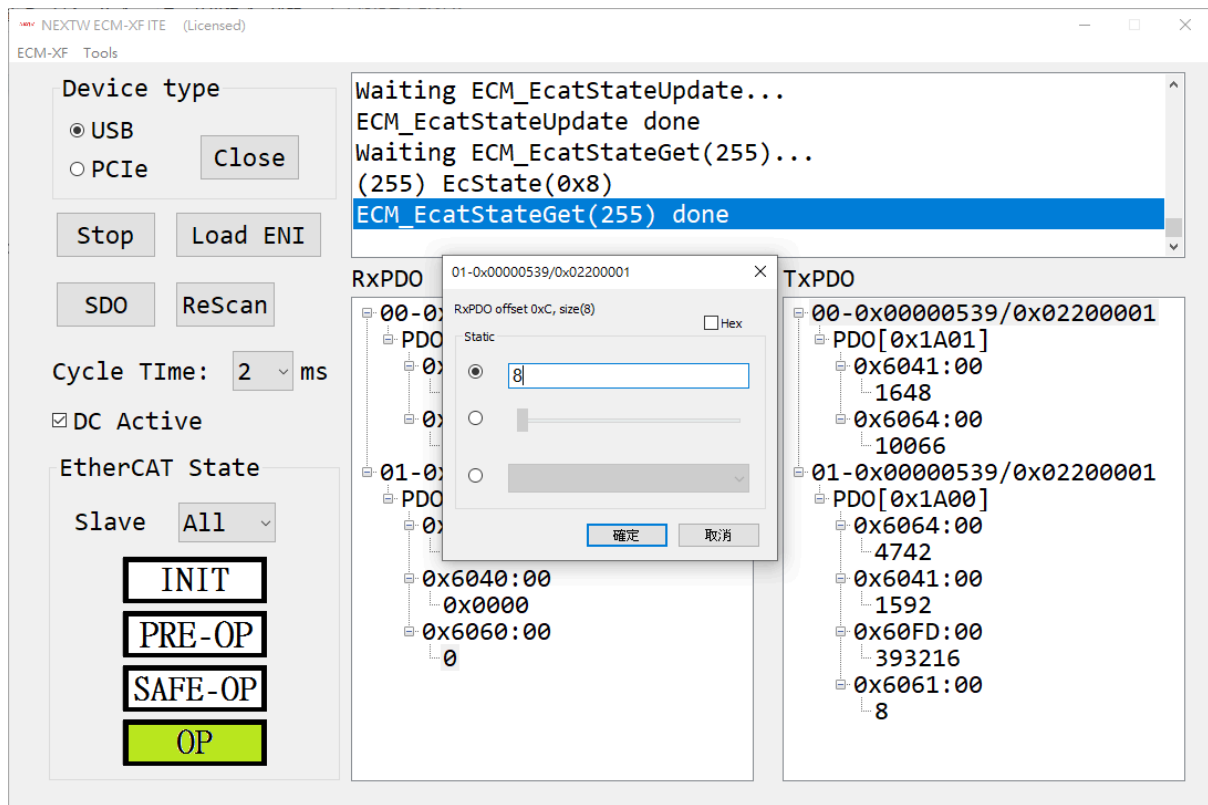 NEXTW ECM-XF ITE (Licensed)
ECM-XF Tools
Device type
USB
PCIe
Close
Stop
Load ENI
SDO
ReScan
Cycle TIme: 2 ms
DC Active
EtherCAT State
Slave All
INIT
PRE-OP
SAFE-OP
OP
Waiting ECM_EcatStateUpdate...
ECM_EcatStateUpdate done
Waiting ECM_EcatStateGet(255)...
(255) EcState(0x8)
ECM_EcatStateGet(255) done
RxPDO
00-0
PDO
01-0
PDO
0x6040:00
0x0000
0x6060:00
0
01-0x00000539/0x02200001
RxPDO offset 0xC, size(8)
Hex
Static
8
確定
取消
TxPDO
00-0x00000539/0x02200001
PDO[0x1A01]
0x6041:00
1648
0x6064:00
10066
01-0x00000539/0x02200001
PDO[0x1A00]
0x6064:00
4742
0x6041:00
1592
0x60FD:00
393216
0x6061:00
8